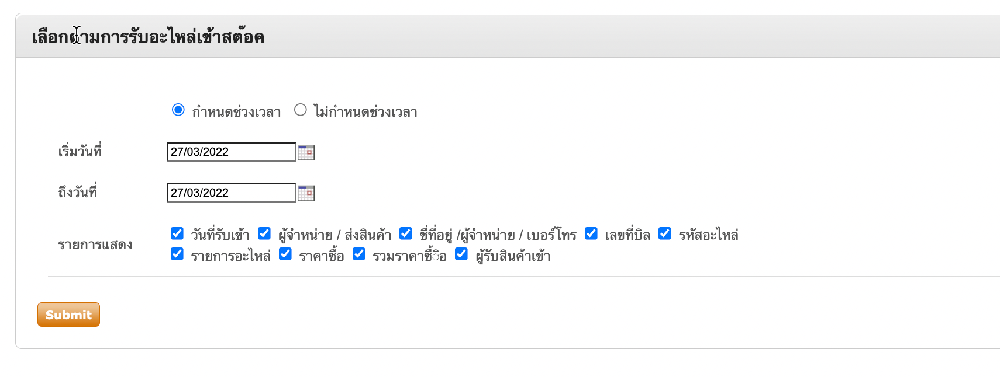 เลือกตามการรับอะไหล่เข้าสต๊อค
กำหนดช่วงเวลา ไม่กำหนดช่วงเวลา
เริ่มวันที่ 27/03/2022
ถึงวันที่ 27/03/2022
รายการแสดง
วันที่รับเข้า ผู้จำหน่าย / ส่งสินค้า ชื่ที่อยู่ /ผู้จำหน่าย / เบอร์โทร เลขที่บิล รหัสอะไหล่
รายการอะไหล่ ราคาซื้อ รวมราคาซื้ิอ ผู้รับสินค้าเข้า
Submit